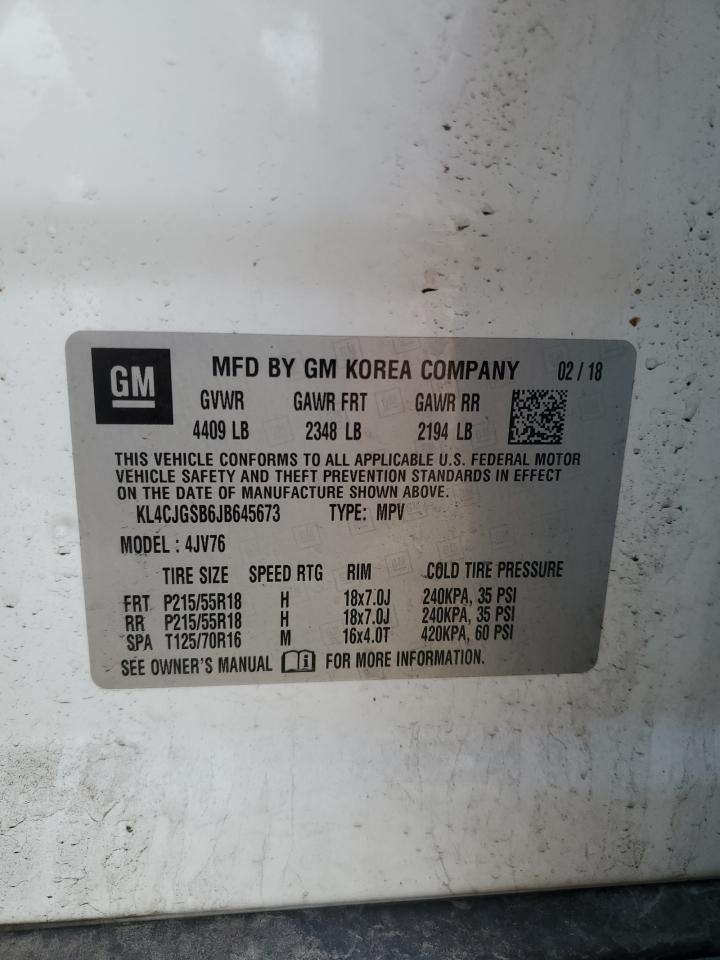 GM MFD BY GM KOREA COMPANY 02 / 18
GVWR GAWR FRT GAWR RR
4409 LB 2348 LB 2194 LB
THIS VEHICLE CONFORMS TO ALL APPLICABLE U.S. FEDERAL MOTOR
VEHICLE SAFETY AND THEFT PREVENTION STANDARDS IN EFFECT
ON THE DATE OF MANUFACTURE SHOWN ABOVE.
KL4CJGSB6JB645673 TYPE: MPV
MODEL : 4JV76
TIRE SIZE SPEED RTG RIM COLD TIRE PRESSURE
FRT P215/55R18 H 18x7.0J 240KPA, 35 PSI
RR P215/55R18 H 18x7.0J 240KPA, 35 PSI
SPA T125/70R16 M 16x4.0T 420KPA, 60 PSI
SEE OWNER'S MANUAL FOR MORE INFORMATION.